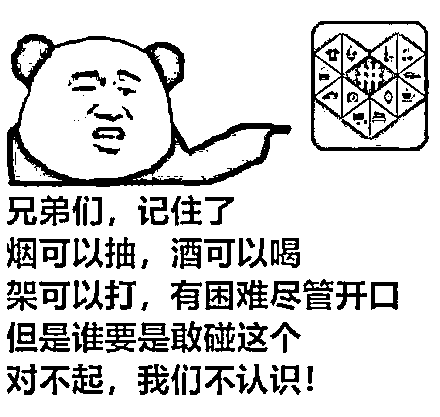 兄弟们，记住了
烟可以抽，酒可以喝
架可以打，有困难尽管开口
但是谁要是敢碰这个
对不起，我们不认识！